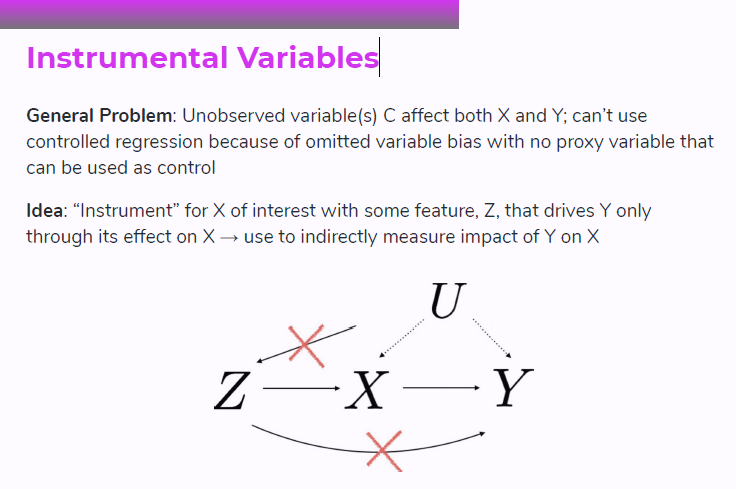 Instrumental Variables
General Problem: Unobserved variable(s) C affect both X and Y; can’t use
controlled regression because of omitted variable bias with no proxy variable that
can be used as control
Idea: “Instrument” for X of interest with some feature, Z, that drives Y only
through its effect on X → use to indirectly measure impact of Y on X
U
Z X Y